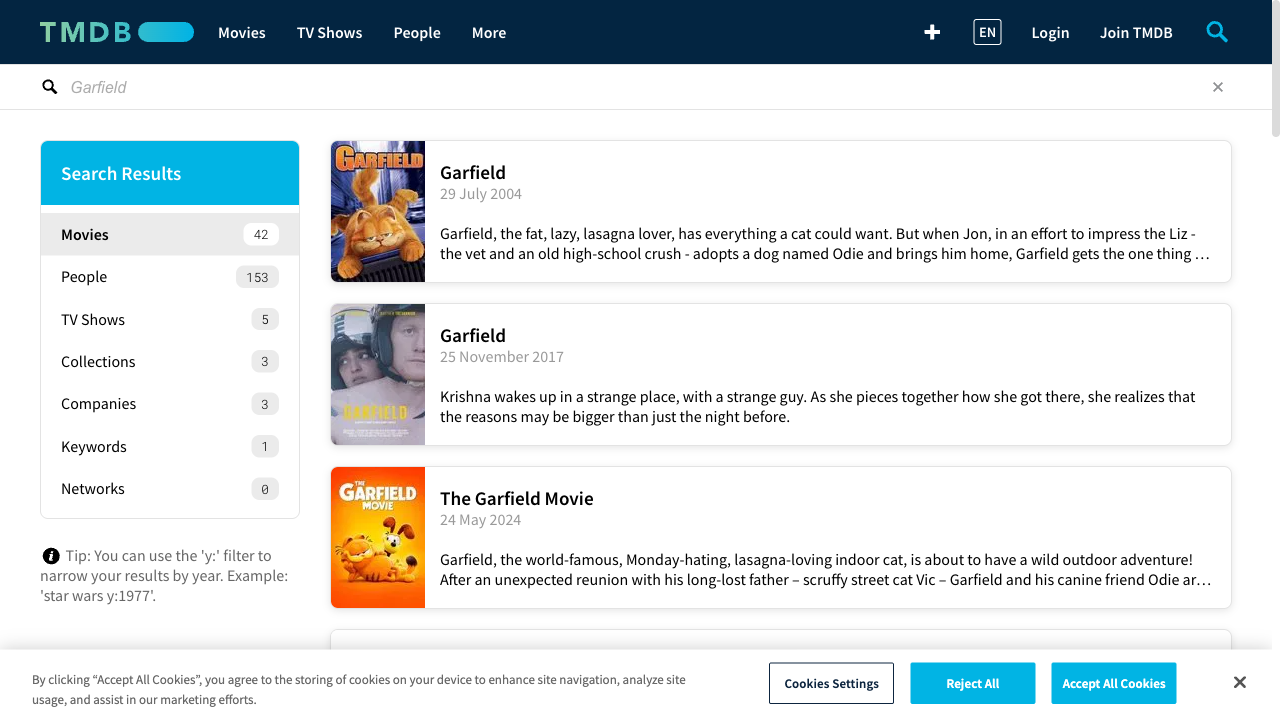 TMDB
Movies
TV Shows
People
More
EN
Login
Join TMDB
Garfield
Search Results
Movies 42
People 153
TV Shows 5
Collections 3
Companies 3
Keywords 1
Networks 0
Tip: You can use the 'y:' filter to
narrow your results by year. Example:
'star wars y:1977'.
GARFIELD
Garfield
29 July 2004
Garfield, the fat, lazy, lasagna lover, has everything a cat could want. But when Jon, in an effort to impress the Liz -
the vet and an old high-school crush - adopts a dog named Odie and brings him home, Garfield gets the one thing …
GARFIELD
Garfield
25 November 2017
Krishna wakes up in a strange place, with a strange guy. As she pieces together how she got there, she realizes that
the reasons may be bigger than just the night before.
THE
GARFIELD
MOVIE
The Garfield Movie
24 May 2024
Garfield, the world-famous, Monday-hating, lasagna-loving indoor cat, is about to have a wild outdoor adventure!
After an unexpected reunion with his long-lost father – scruffy street cat Vic – Garfield and his canine friend Odie ar…
By clicking “Accept All Cookies”, you agree to the storing of cookies on your device to enhance site navigation, analyze site
usage, and assist in our marketing efforts.
Cookies Settings
Reject All
Accept All Cookies